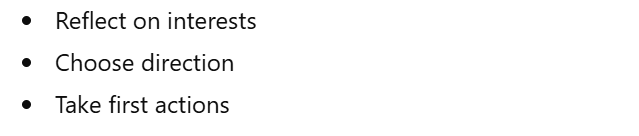 • Reflect on interests
• Choose direction
• Take first actions